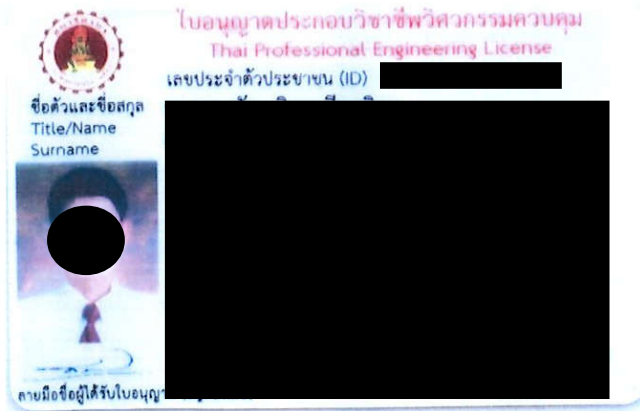 ใบอนุญาตประกอบวิชาชีพวิศวกรรมควบคุม
Thai Professional Engineering License
เลขประจำตัวประชาชน (ID)
ชื่อตัวและชื่อสกุล
Title/Name
Surname
ลายมือชื่อผู้ได้รับใบอนุญา